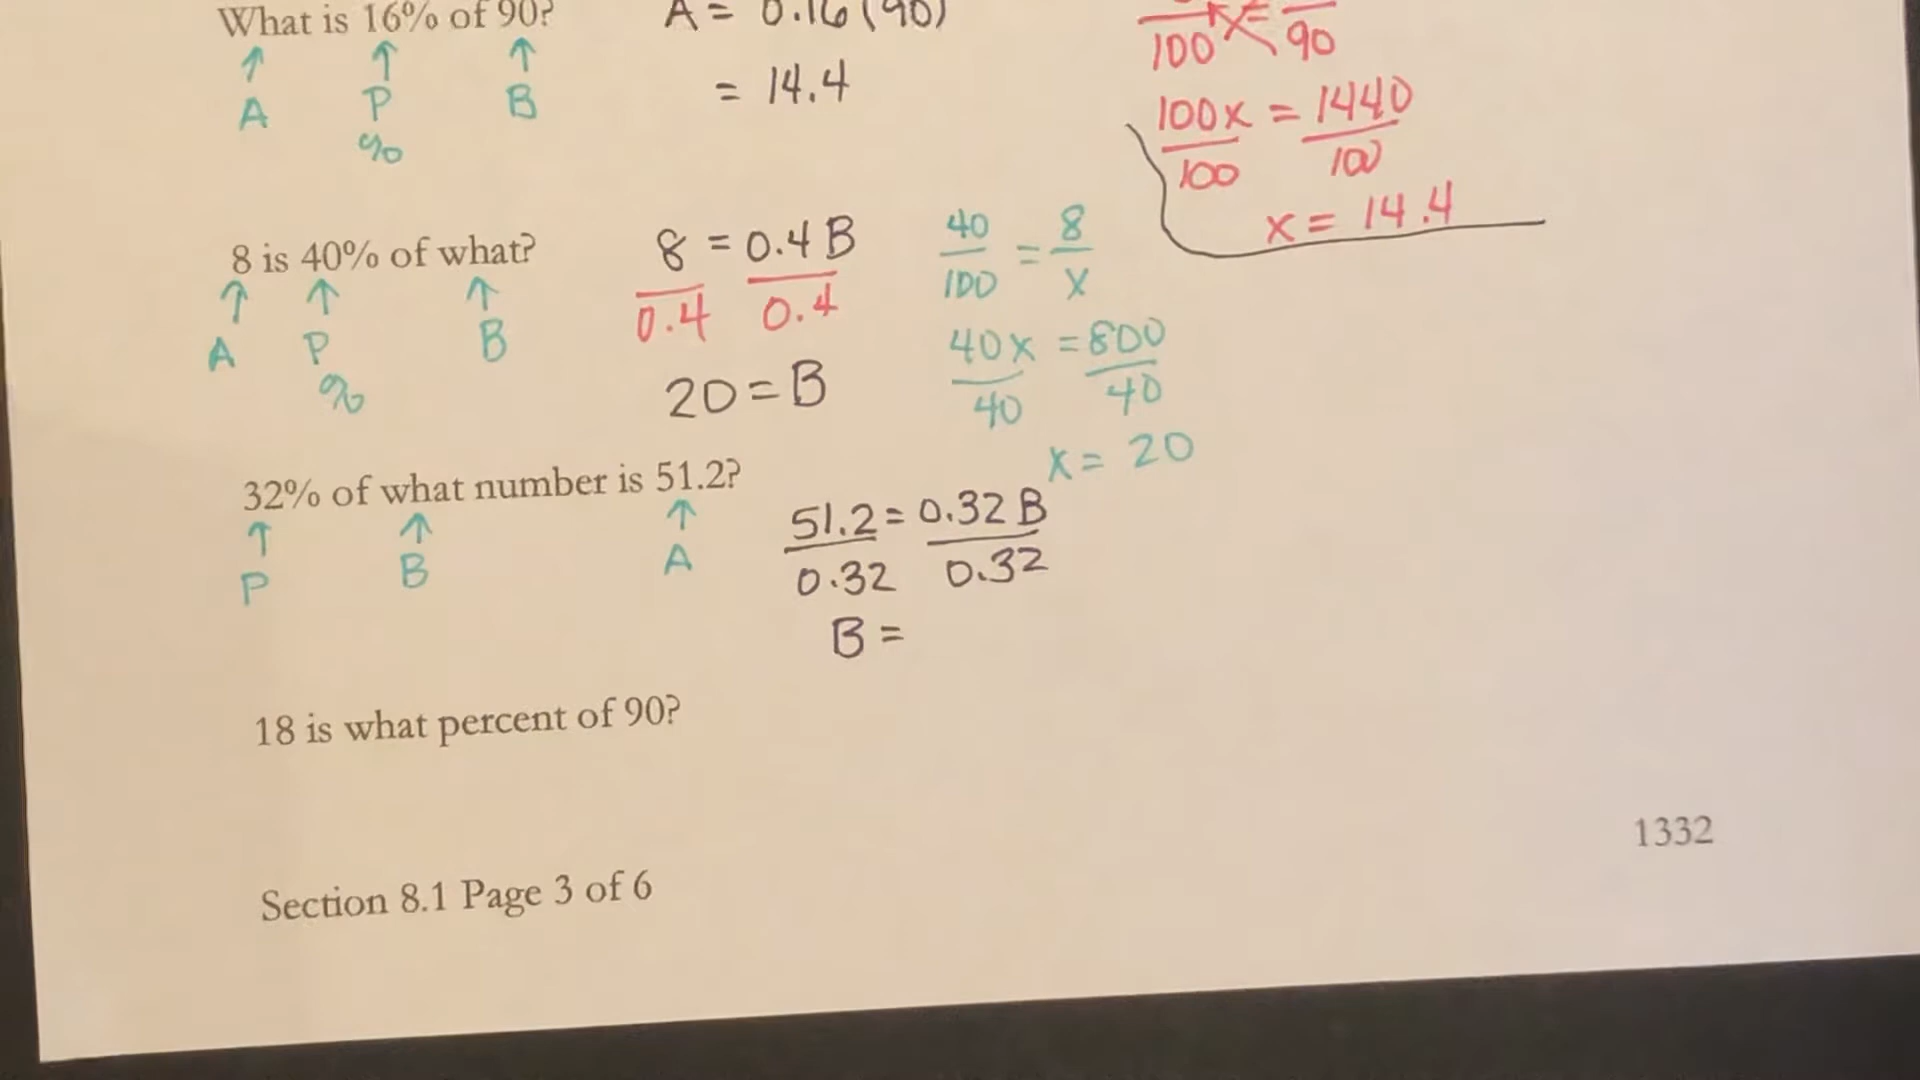 What is 16% of 90?
A P B
%
A = 0.16 (90)
= 14.4
100 x = 90
100x = 1440
100 100
x = 14.4
8 is 40% of what?
A P B
%
8 = 0.4 B
0.4 0.4
20 = B
40 = 8
100 x
40x = 800
40 40
x = 20
32% of what number is 51.2?
P B A
51.2 = 0.32 B
0.32 0.32
B =
18 is what percent of 90?
1332
Section 8.1 Page 3 of 6